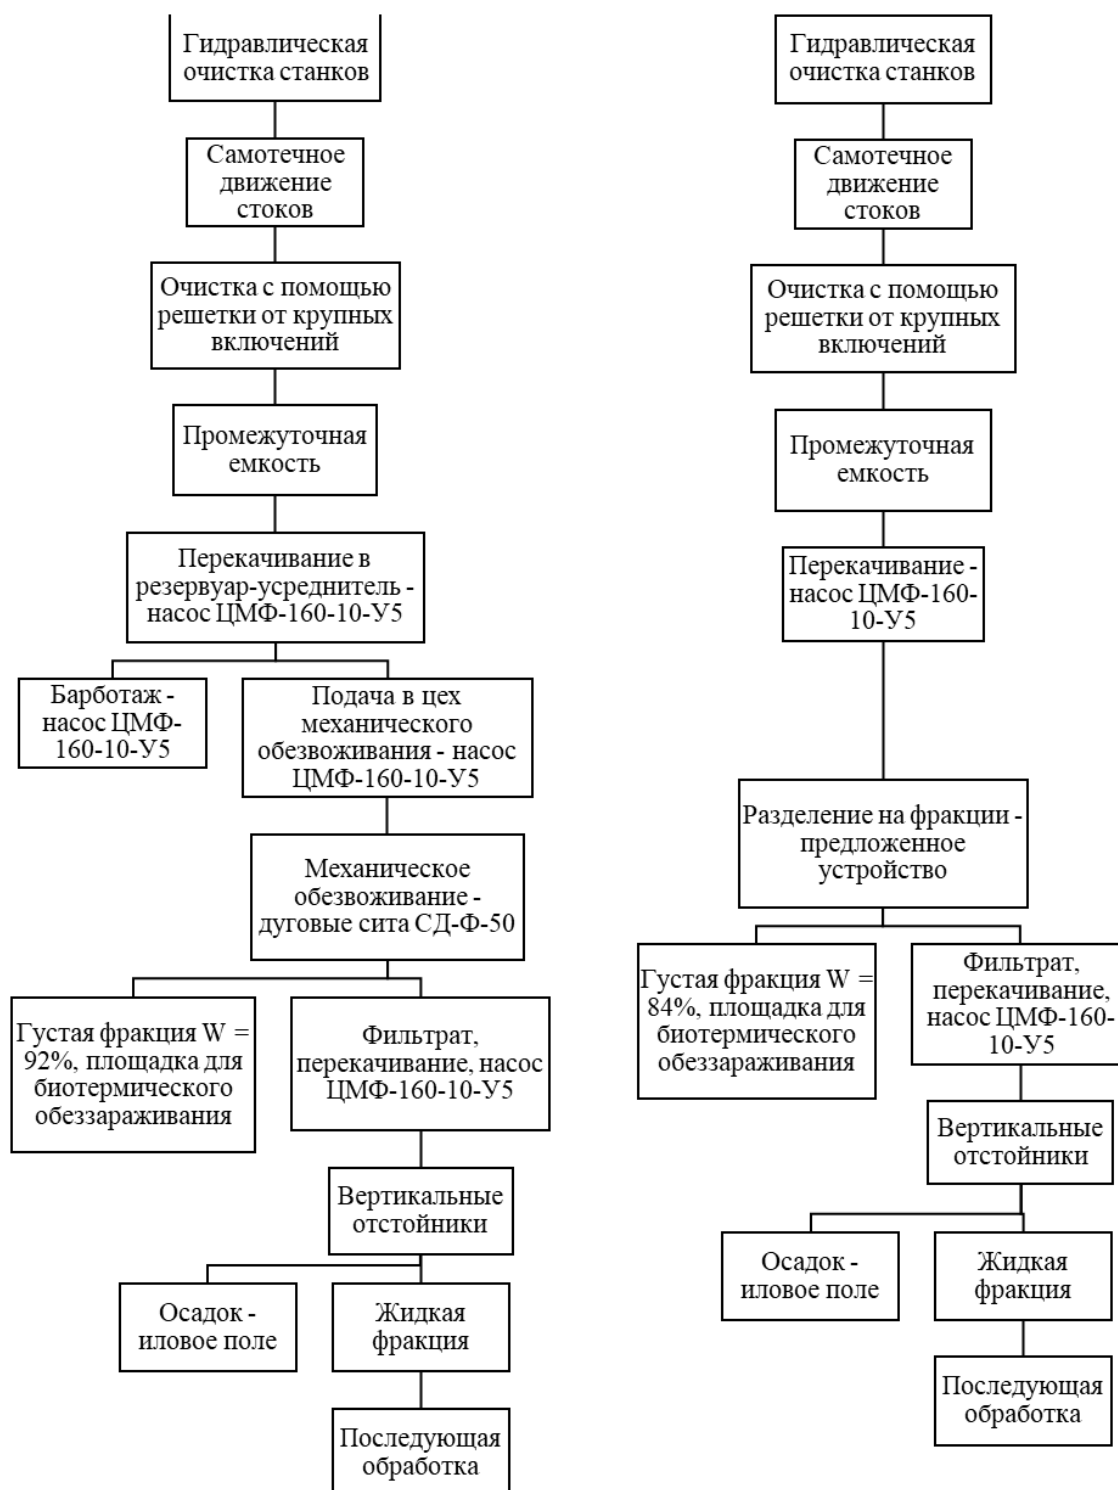 Гидравлическая
очистка станков
Самотечное
движение
стоков
Очистка с помощью
решетки от крупных
включений
Промежуточная
емкость
Перекачивание в
резервуар-усреднитель -
насос ЦМФ-160-10-У5
Барботаж -
насос ЦМФ-
160-10-У5
Подача в цех
механического
обезвоживания - насос
ЦМФ-160-10-У5
Механическое
обезвоживание -
дуговые сита СД-Ф-50
Густая фракция W =
92%, площадка для
биотермического
обеззараживания
Фильтрат,
перекачивание, насос
ЦМФ-160-10-У5
Вертикальные
отстойники
Осадок -
иловое поле
Жидкая
фракция
Последующая
обработка
Гидравлическая
очистка станков
Самотечное
движение
стоков
Очистка с помощью
решетки от крупных
включений
Промежуточная
емкость
Перекачивание -
насос ЦМФ-160-
10-У5
Разделение на фракции -
предложенное
устройство
Густая фракция W =
84%, площадка для
биотермического
обеззараживания
Фильтрат,
перекачивание,
насос ЦМФ-160-
10-У5
Вертикальные
отстойники
Осадок -
иловое поле
Жидкая
фракция
Последующая
обработка